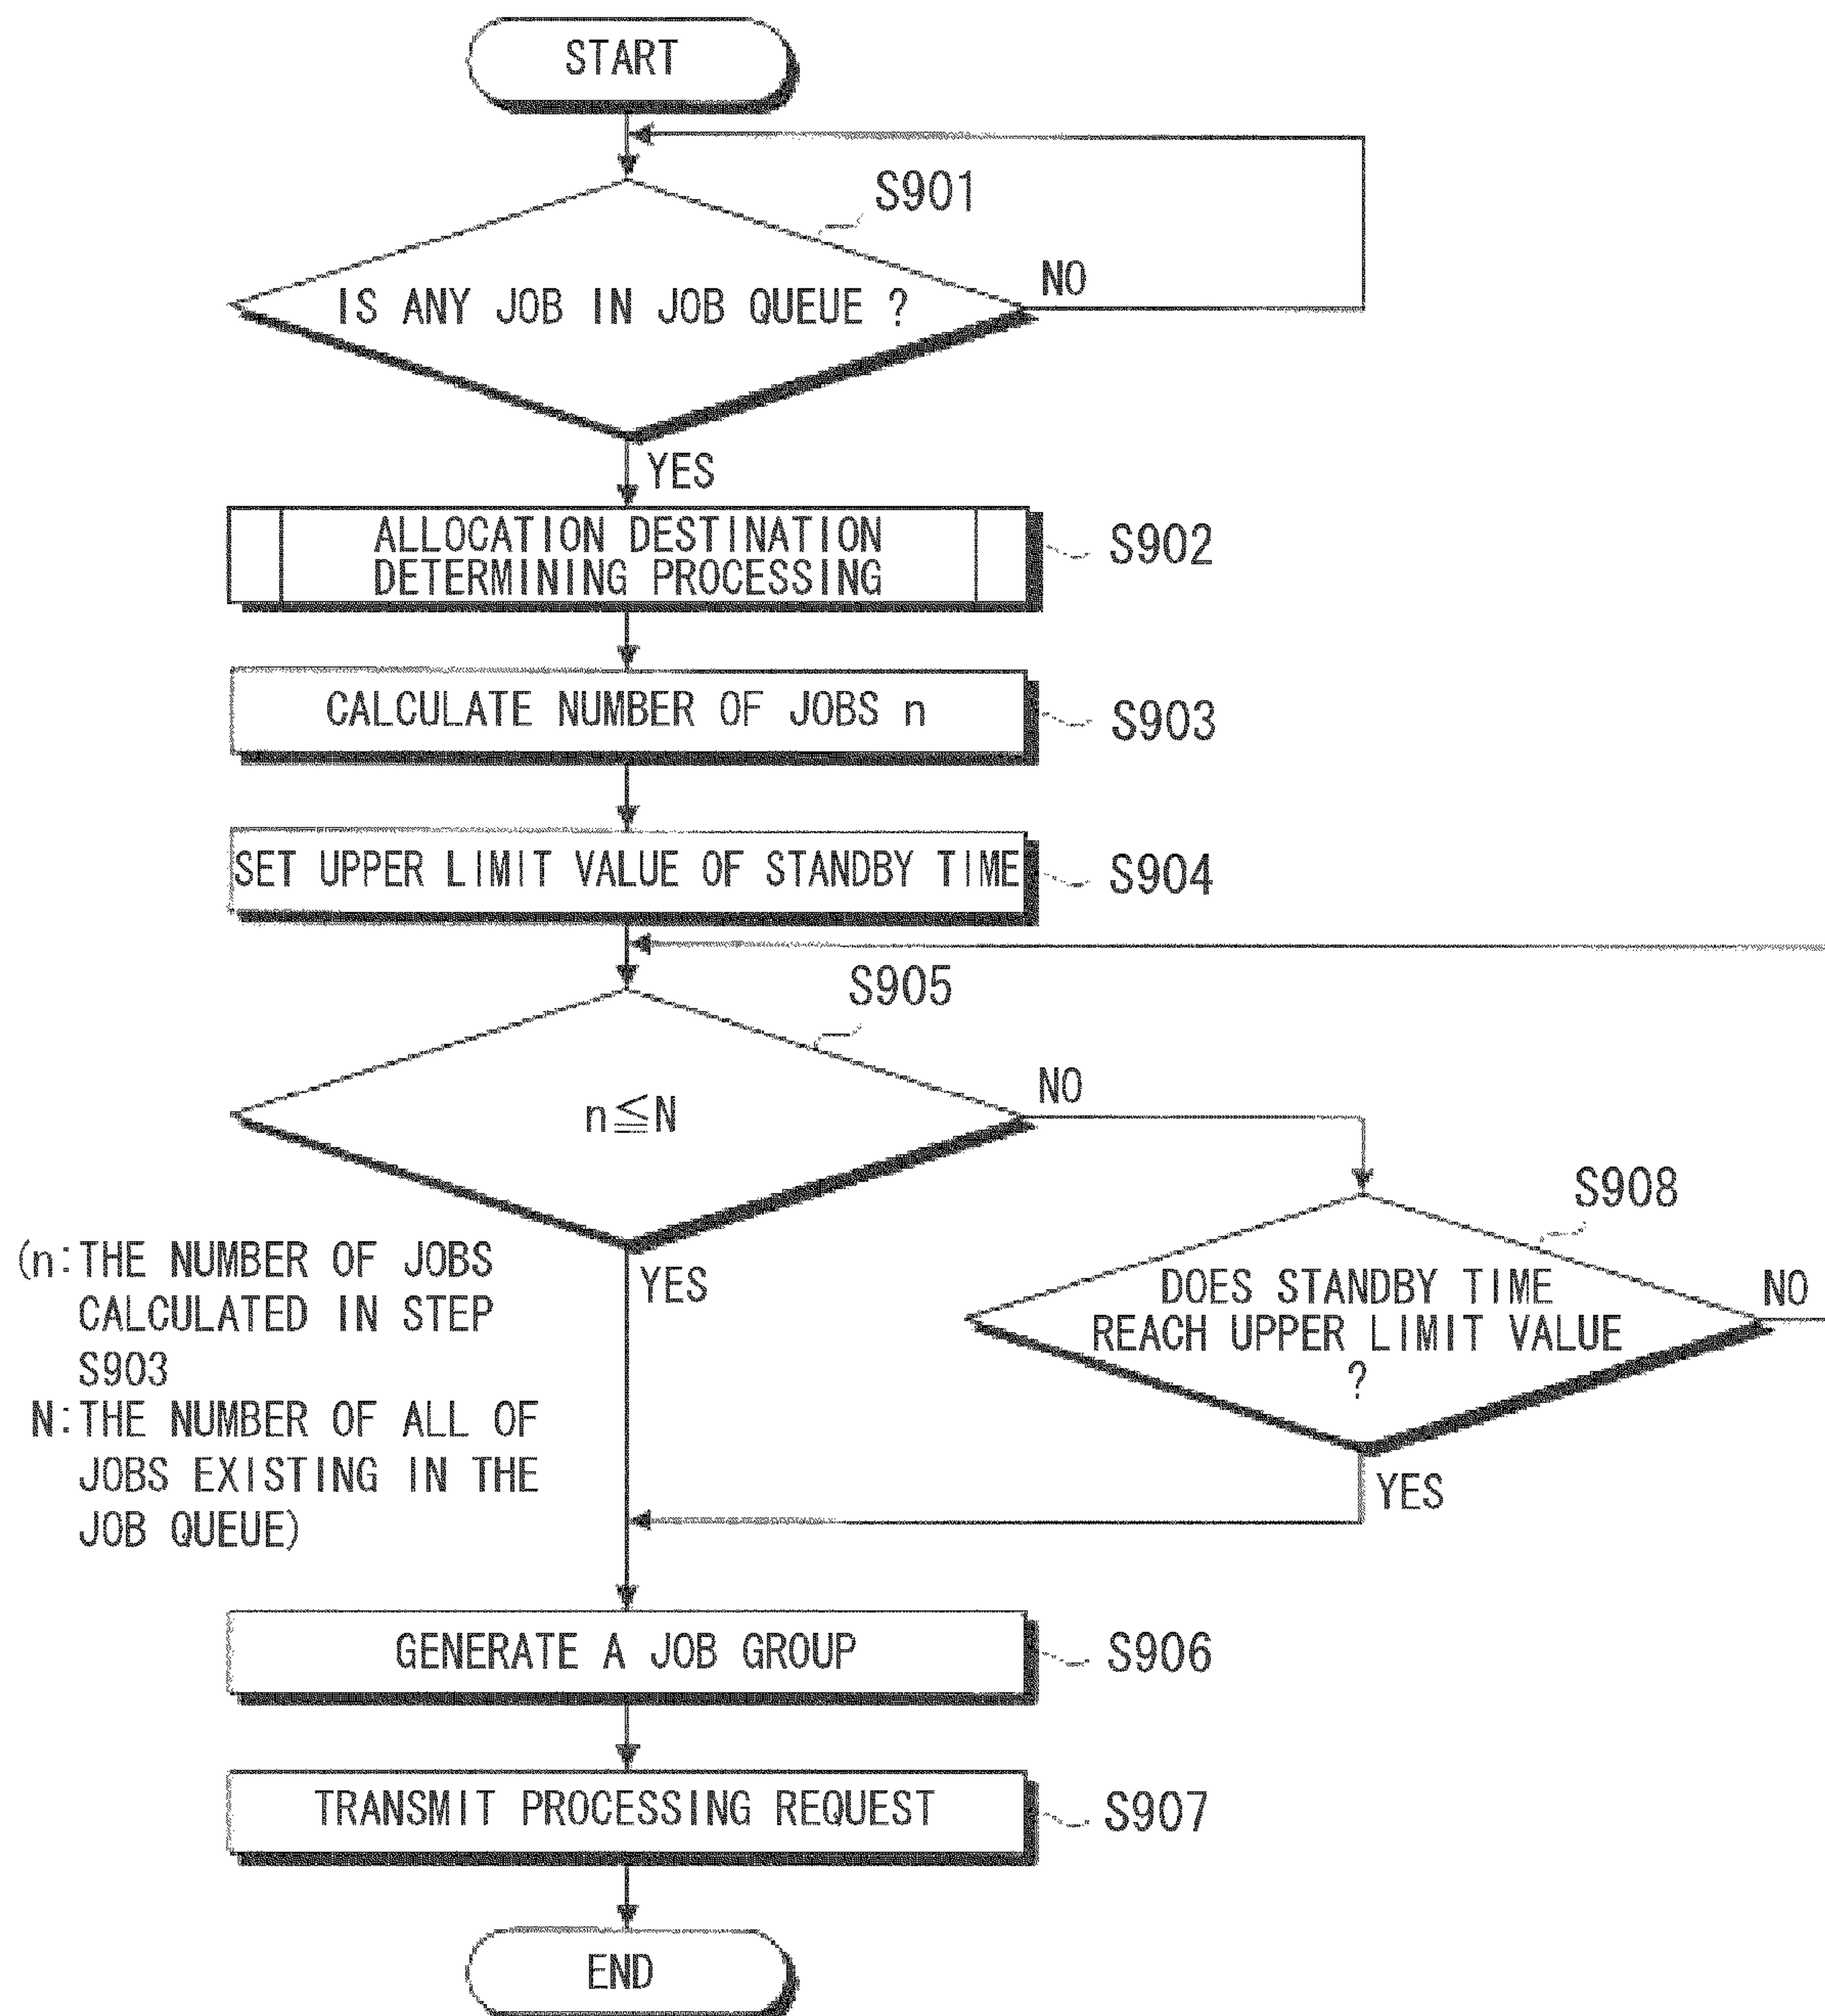 START
S901
IS ANY JOB IN JOB QUEUE ?
NO
YES
ALLOCATION DESTINATION
DETERMINING PROCESSING
S902
CALCULATE NUMBER OF JOBS n
S903
SET UPPER LIMIT VALUE OF STANDBY TIME
S904
S905
n≦N
NO
YES
S908
DOES STANDBY TIME
REACH UPPER LIMIT VALUE
?
NO
YES
(n:THE NUMBER OF JOBS
CALCULATED IN STEP
S903
N:THE NUMBER OF ALL OF
JOBS EXISTING IN THE
JOB QUEUE)
GENERATE A JOB GROUP
S906
TRANSMIT PROCESSING REQUEST
S907
END